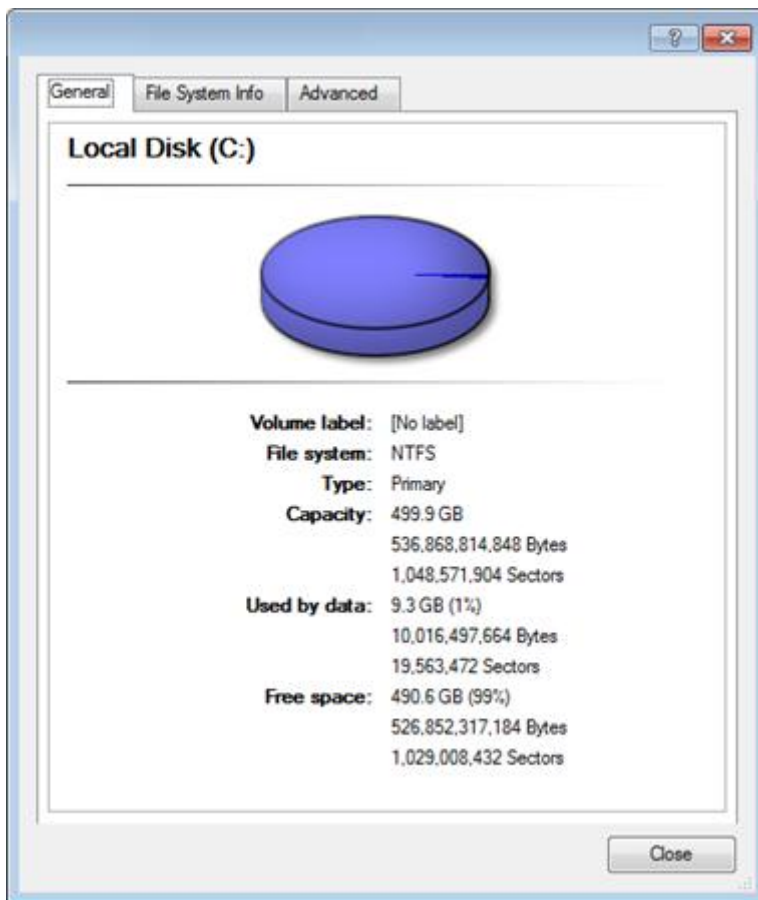 General File System Info Advanced
Local Disk (C:)
Volume label: [No label]
File system: NTFS
Type: Primary
Capacity: 499.9 GB
536,868,814,848 Bytes
1,048,571,904 Sectors
Used by data: 9.3 GB (1%)
10,016,497,664 Bytes
19,563,472 Sectors
Free space: 490.6 GB (99%)
526,852,317,184 Bytes
1,029,008,432 Sectors
Close